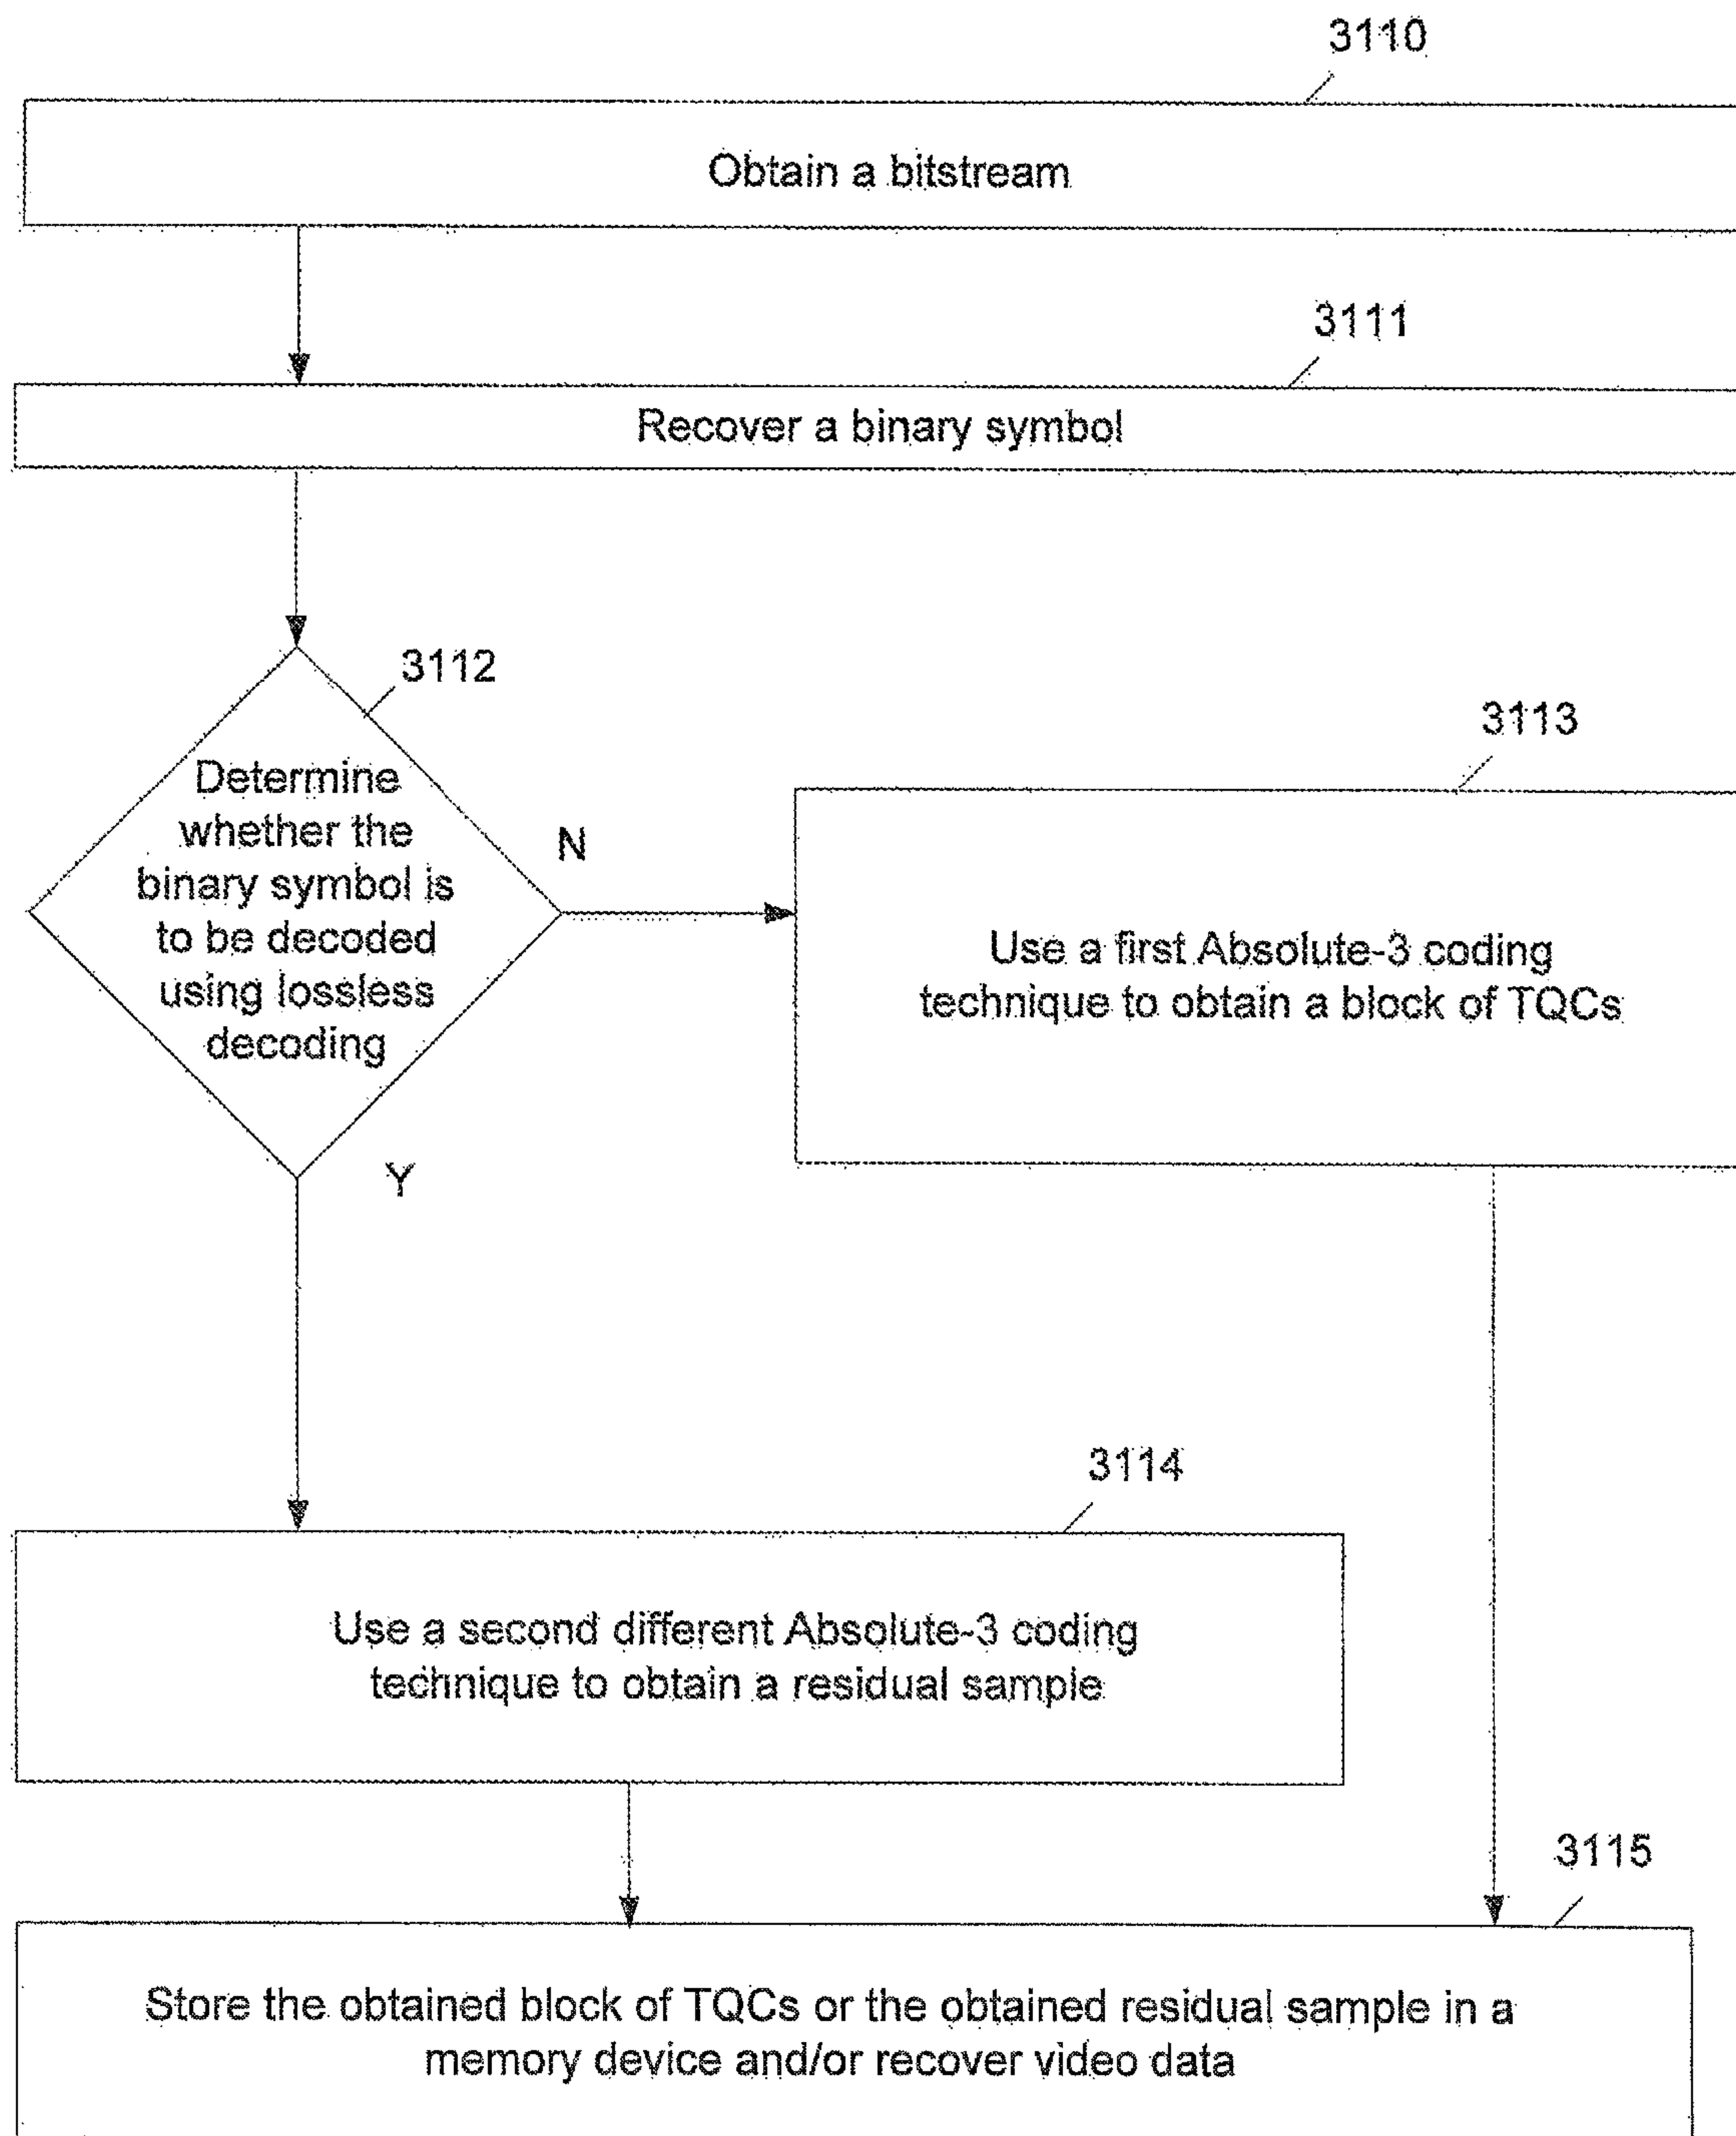 3110
Obtain a bitstream
3111
Recover a binary symbol
3112
Determine
whether the
binary symbol is
to be decoded
using lossless
decoding
N
Y
3113
Use a first Absolute-3 coding
technique to obtain a block of TQCs
3114
Use a second different Absolute-3 coding
technique to obtain a residual sample
3115
Store the obtained block of TQCs or the obtained residual sample in a
memory device and/or recover video data